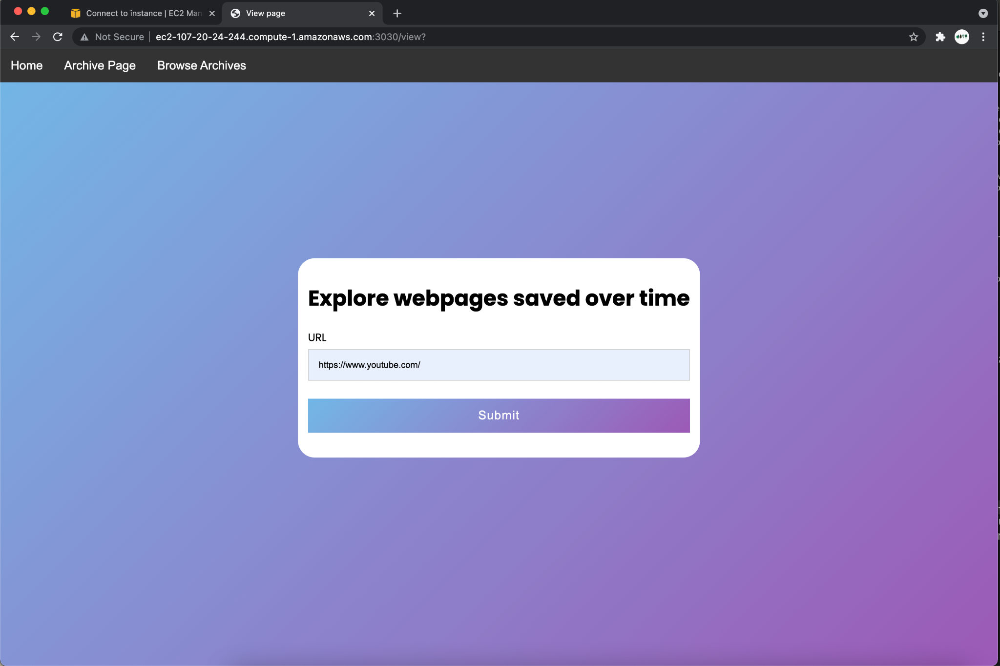 Connect to instance | EC2 Man
View page
Not Secure | ec2-107-20-24-244.compute-1.amazonaws.com:3030/view?
Home Archive Page Browse Archives
Explore webpages saved over time
URL
https://www.youtube.com/
Submit